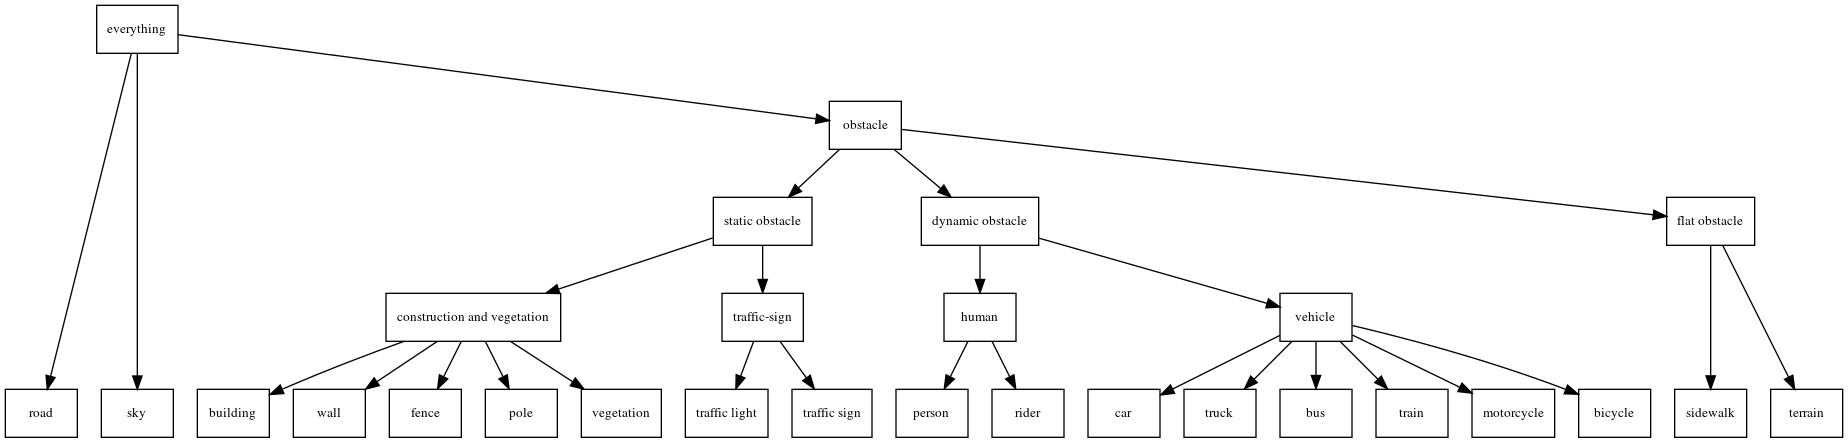 everything
obstacle
static obstacle
dynamic obstacle
flat obstacle
construction and vegetation
traffic-sign
human
vehicle
road
sky
building
wall
fence
pole
vegetation
traffic light
traffic sign
person
rider
car
truck
bus
train
motorcycle
bicycle
sidewalk
terrain